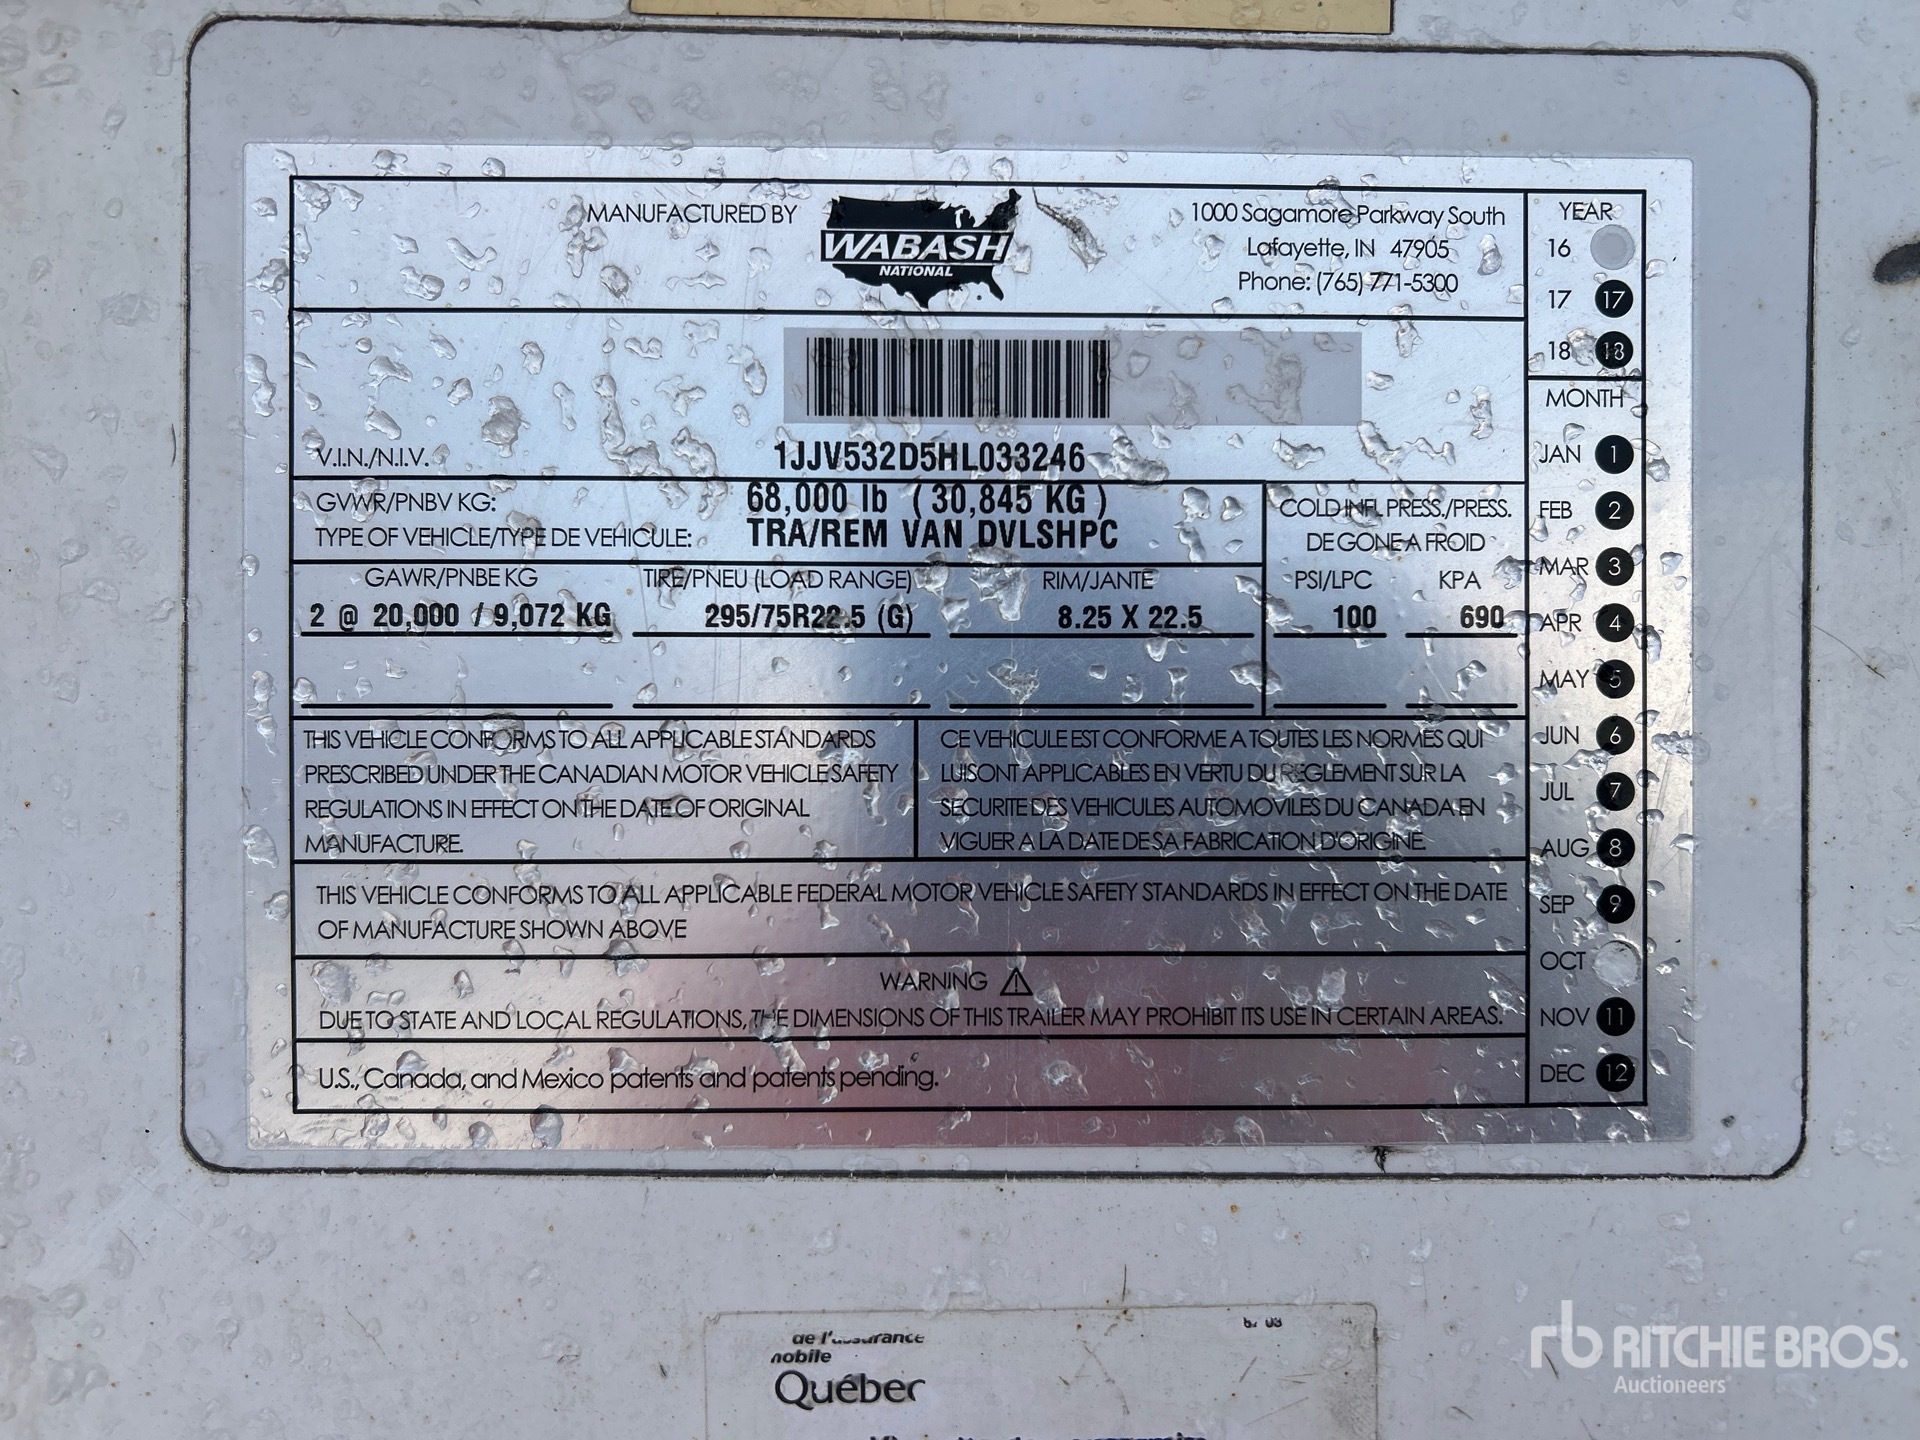 MANUFACTURED BY
WABASH
NATIONAL
1000 Sagamore Parkway South
Lafayette, IN 47905
Phone: (765) 771-5300
YEAR
16
17 17
18 18
V.I.N./N.I.V. 1JJV532D5HL033246
GVWR/PNBV KG: 68,000 lb ( 30,845 KG )
TYPE OF VEHICLE/TYPE DE VEHICULE: TRA/REM VAN DVLSHPC
COLD INFL PRESS./PRESS.
DE GONE A FROID
GAWR/PNBE KG TIRE/PNEU (LOAD RANGE) RIM/JANTE PSI/LPC KPA
2 @ 20,000 / 9,072 KG 295/75R22.5 (G) 8.25 X 22.5 100 690
MONTH
JAN 1
FEB 2
MAR 3
APR 4
MAY 5
JUN 6
JUL 7
AUG 8
SEP 9
OCT
NOV 11
DEC 12
THIS VEHICLE CONFORMS TO ALL APPLICABLE STANDARDS
PRESCRIBED UNDER THE CANADIAN MOTOR VEHICLE SAFETY
REGULATIONS IN EFFECT ON THE DATE OF ORIGINAL
MANUFACTURE.
CE VEHICULE EST CONFORME A TOUTES LES NORMES QUI
LUISONT APPLICABLES EN VERTU DU REGLEMENT SUR LA
SECURITE DES VEHICULES AUTOMOVILES DU CANADA EN
VIGUER A LA DATE DE SA FABRICATION D'ORIGINE.
THIS VEHICLE CONFORMS TO ALL APPLICABLE FEDERAL MOTOR VEHICLE SAFETY STANDARDS IN EFFECT ON THE DATE
OF MANUFACTURE SHOWN ABOVE
WARNING
DUE TO STATE AND LOCAL REGULATIONS, THE DIMENSIONS OF THIS TRAILER MAY PROHIBIT ITS USE IN CERTAIN AREAS.
U.S., Canada, and Mexico patents and patents pending.
de l'assurance
mobile
Québec
rb RITCHIE BROS.
Auctioneers